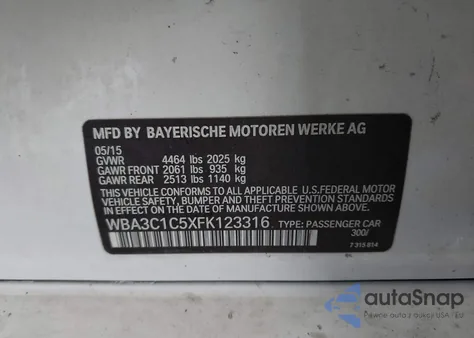 MFD BY BAYERISCHE MOTOREN WERKE AG
05/15
GVWR 4464 lbs 2025 kg
GAWR FRONT 2061 lbs 935 kg
GAWR REAR 2513 lbs 1140 kg
THIS VEHICLE CONFORMS TO ALL APPLICABLE U.S.FEDERAL MOTOR
VEHICLE SAFETY, BUMPER AND THEFT PREVENTION STANDARDS
IN EFFECT ON THE DATE OF MANUFACTURE SHOWN ABOVE.
WBA3C1C5XFK123316 TYPE: PASSENGER CAR
300/
7 315 814
autoSnap